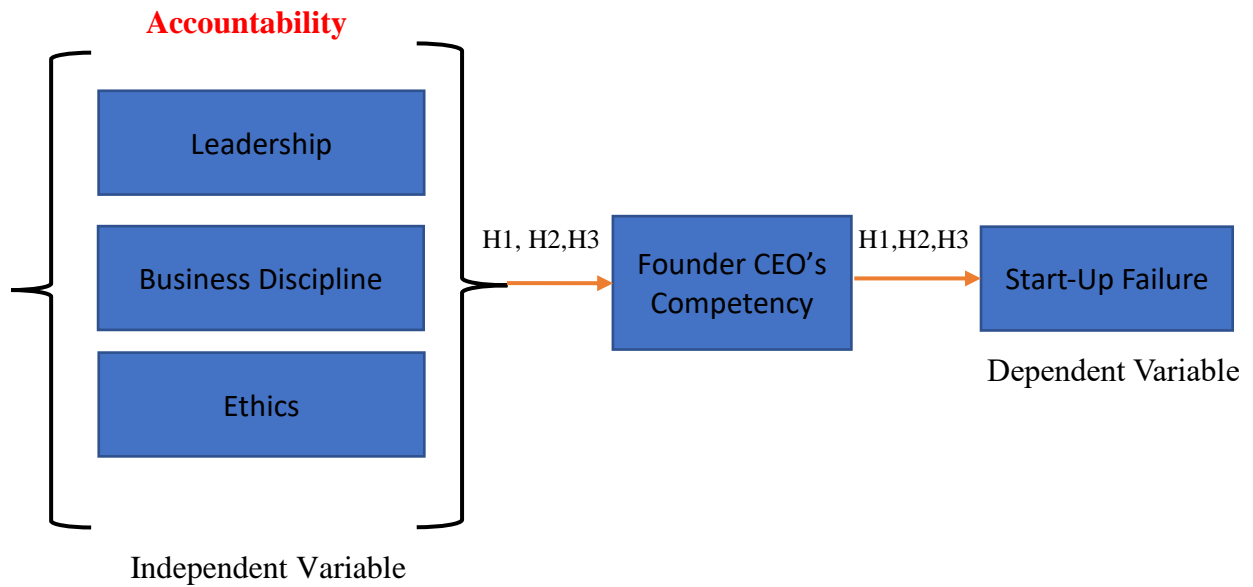 Accountability
Leadership
Business Discipline
Ethics
Independent Variable
H1, H2,H3
Founder CEO’s
Competency
H1,H2,H3
Start-Up Failure
Dependent Variable